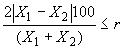 2|X₁ − X₂|100
(X₁ + X₂)
≤ r